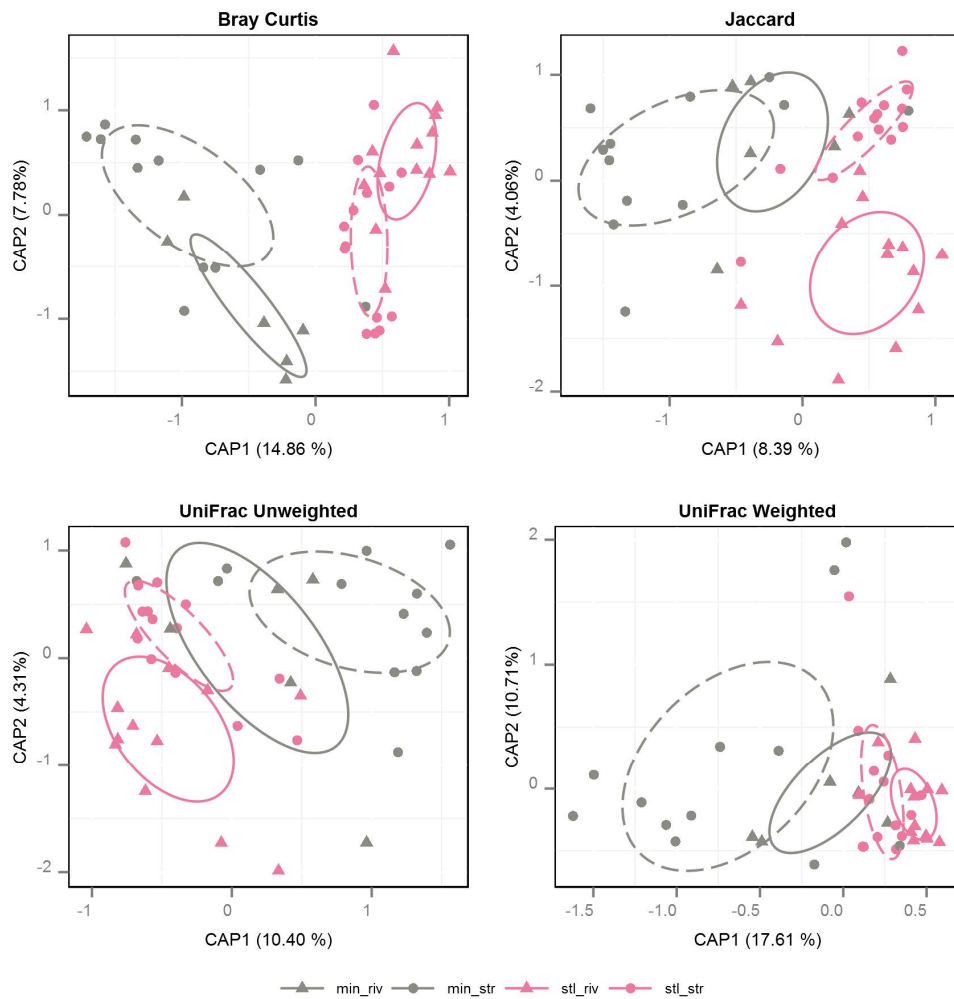 Bray Curtis
Jaccard
1
0
-1
CAP2 (7.78%)
-1 0 1
CAP1 (14.86 %)
1
0
-1
-2
CAP2 (4.06%)
-1 0 1
CAP1 (8.39 %)
UniFrac Unweighted
UniFrac Weighted
1
0
-1
-2
CAP2 (4.31%)
-1 0 1
CAP1 (10.40 %)
2
1
0
CAP2 (10.71%)
-1.5 -1.0 -0.5 0.0 0.5
CAP1 (17.61 %)
min_riv min_str stl_riv stl_str